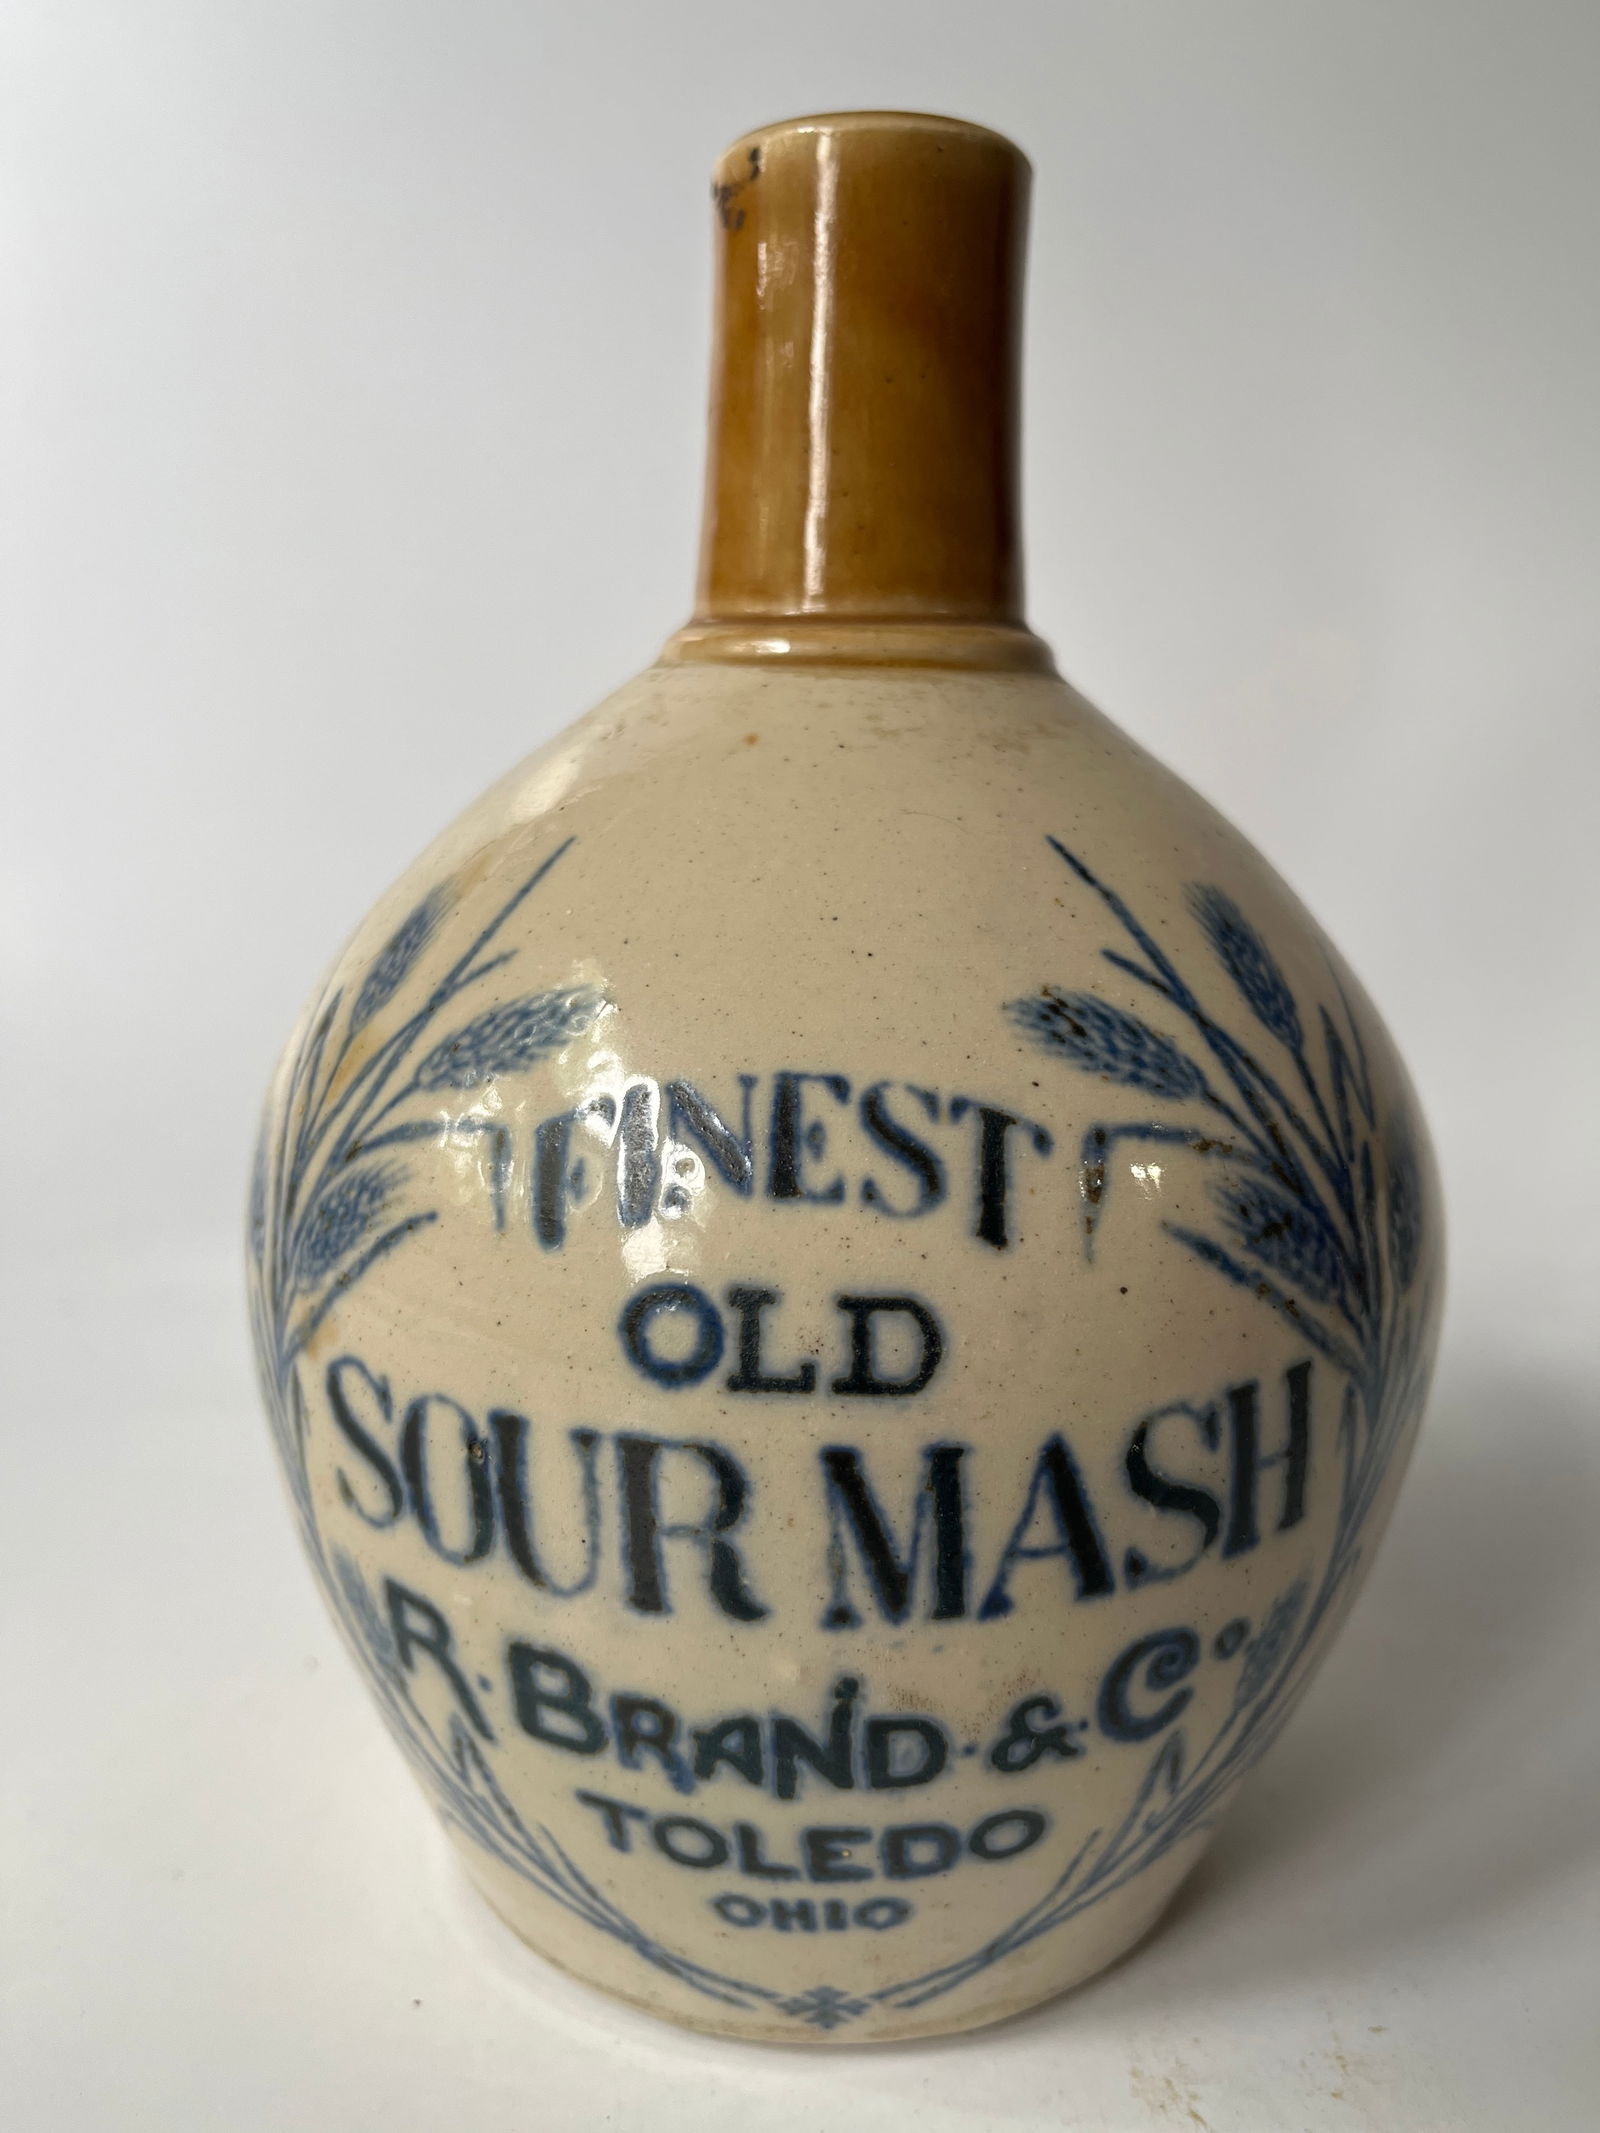 FINEST
OLD
SOUR MASH
R. BRAND & Co
TOLEDO
OHIO